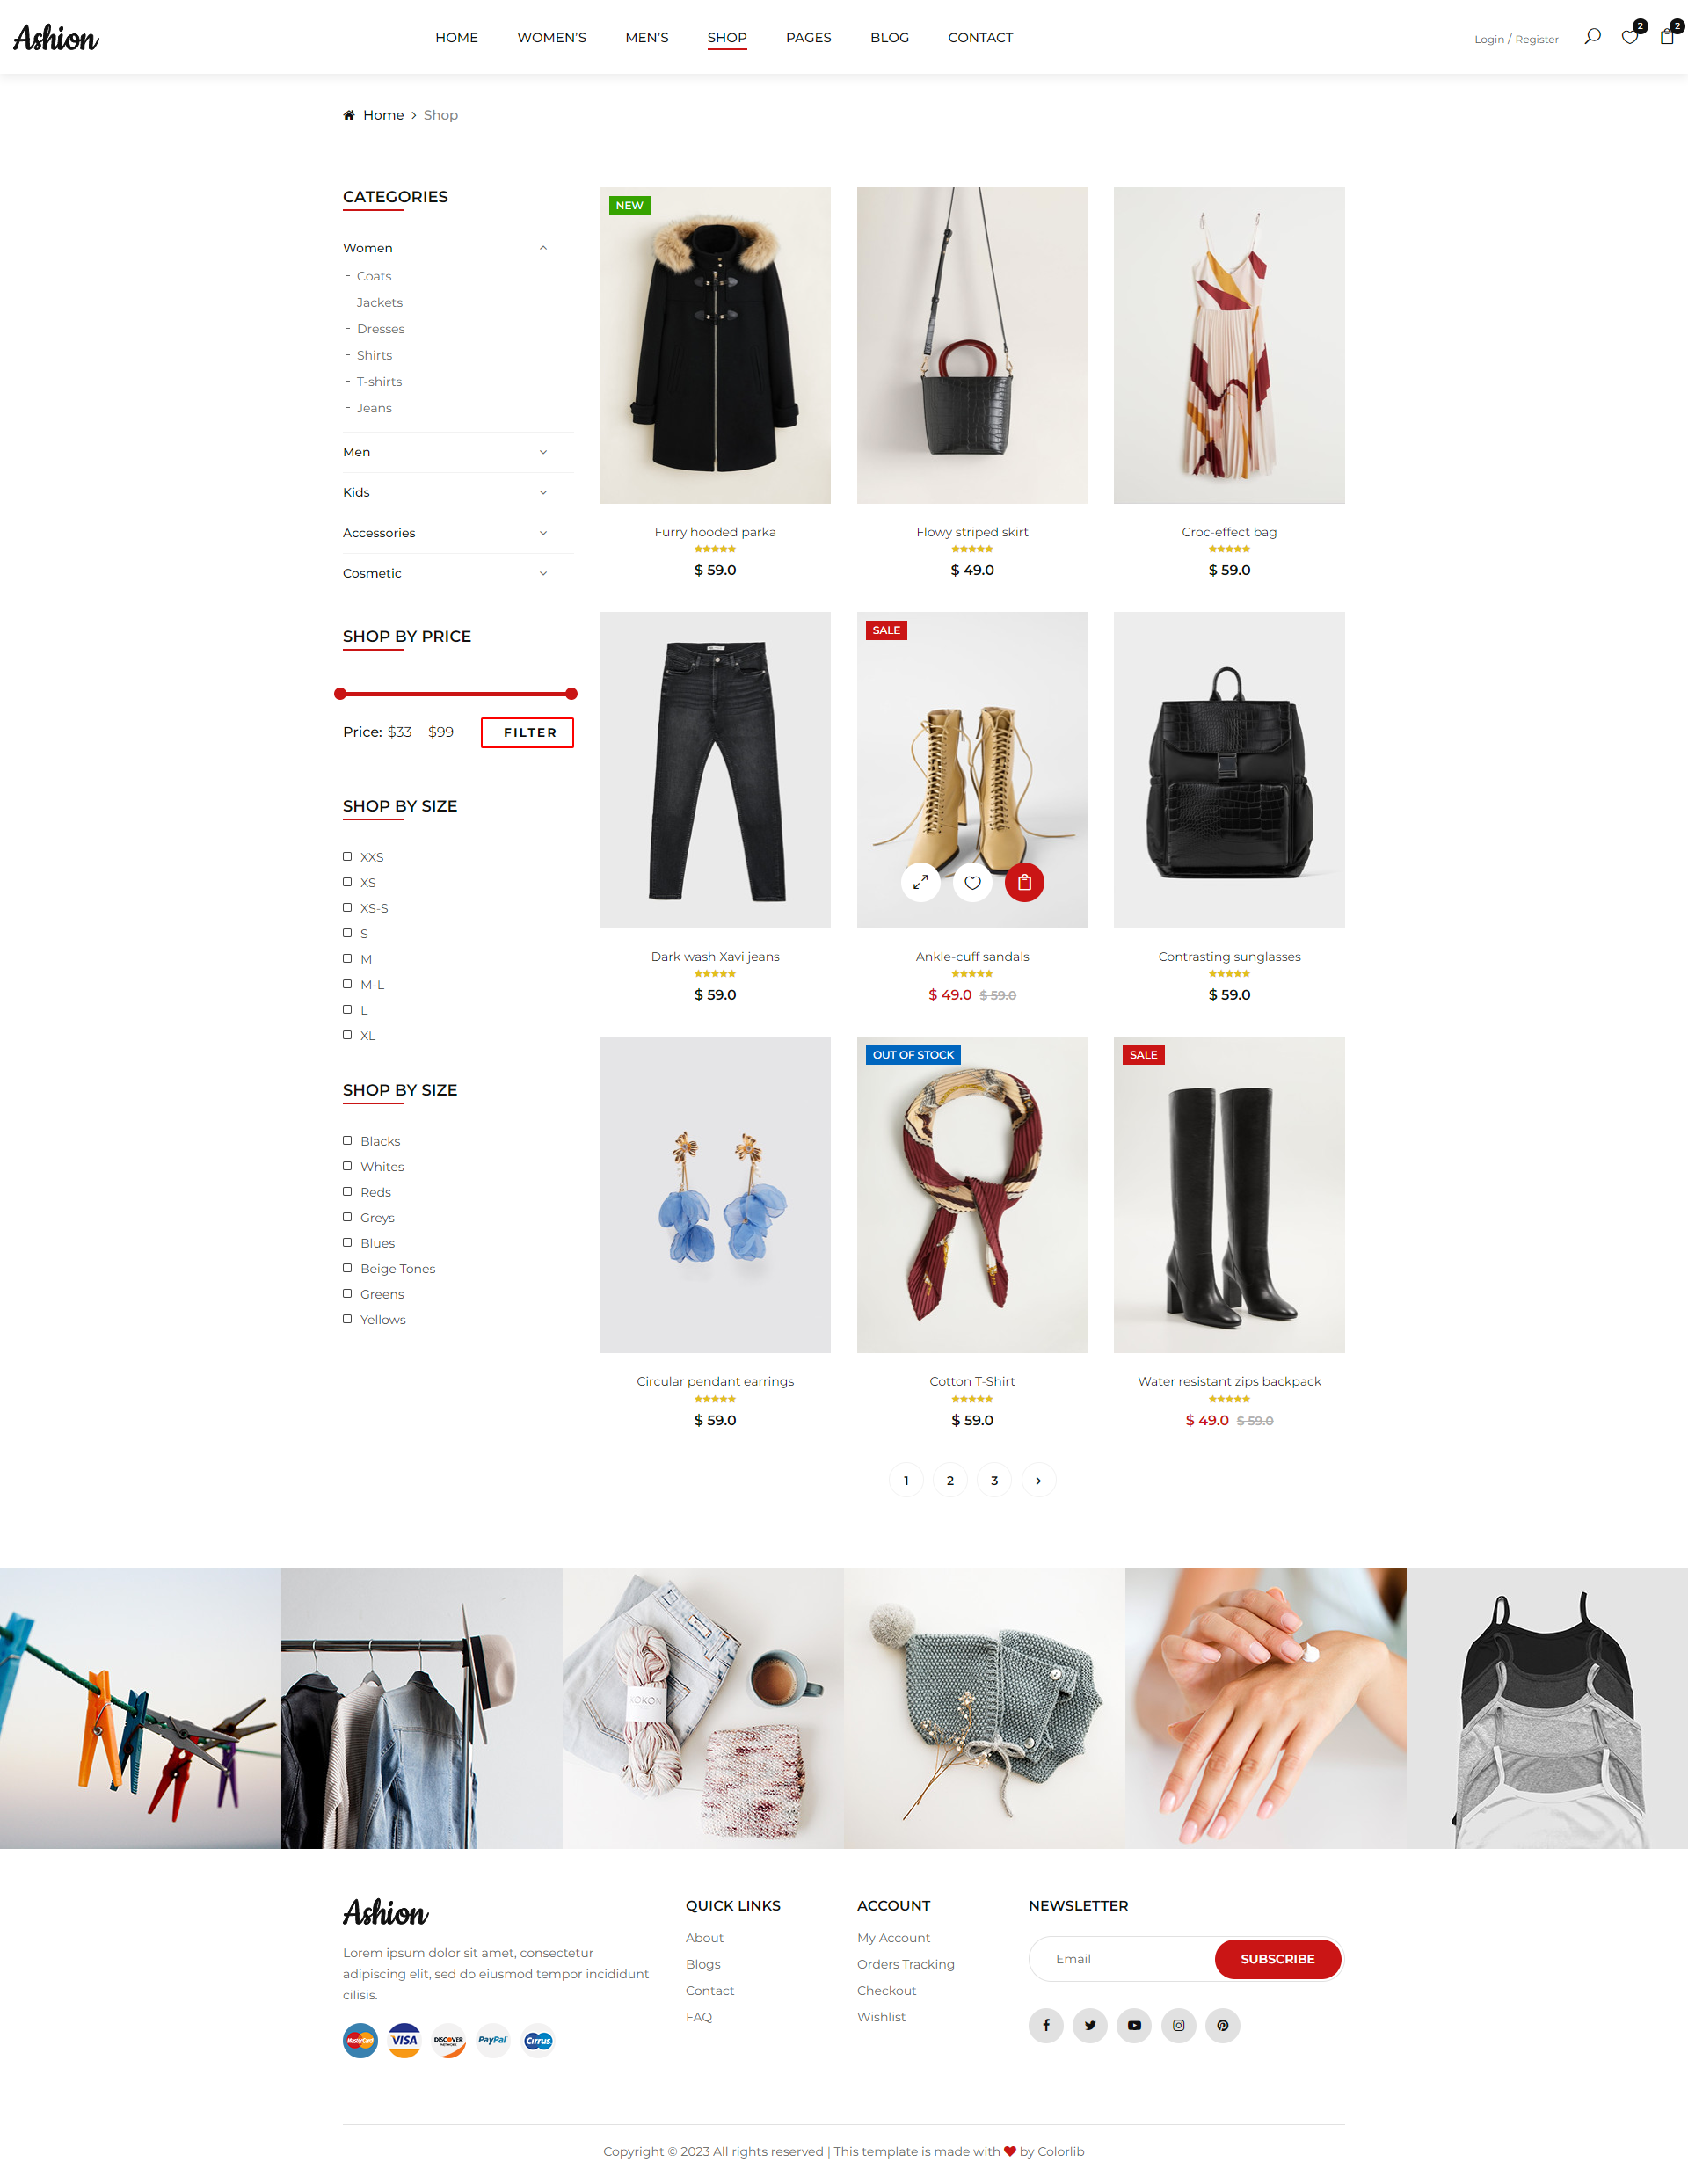 Ashion
HOME WOMEN'S MEN'S SHOP PAGES BLOG CONTACT
Login / Register
2
2
Home > Shop
CATEGORIES
Women
- Coats
- Jackets
- Dresses
- Shirts
- T-shirts
- Jeans
Men
Kids
Accessories
Cosmetic
SHOP BY PRICE
Price: $33 - $99
FILTER
SHOP BY SIZE
XXS
XS
XS-S
S
M
M-L
L
XL
SHOP BY SIZE
Blacks
Whites
Reds
Greys
Blues
Beige Tones
Greens
Yellows
NEW
Furry hooded parka
$ 59.0
Flowy striped skirt
$ 49.0
Croc-effect bag
$ 59.0
Dark wash Xavi jeans
$ 59.0
SALE
Ankle-cuff sandals
$ 49.0 $ 59.0
Contrasting sunglasses
$ 59.0
Circular pendant earrings
$ 59.0
OUT OF STOCK
Cotton T-Shirt
$ 59.0
SALE
Water resistant zips backpack
$ 49.0 $ 59.0
1 2 3 >
KOKON
Ashion
Lorem ipsum dolor sit amet, consectetur
adipiscing elit, sed do eiusmod tempor incididunt
cilisis.
MasterCard
VISA
DISCOVER
NETWORK
PayPal
Cirrus
QUICK LINKS
About
Blogs
Contact
FAQ
ACCOUNT
My Account
Orders Tracking
Checkout
Wishlist
NEWSLETTER
Email
SUBSCRIBE
Copyright © 2023 All rights reserved | This template is made with ♥ by Colorlib